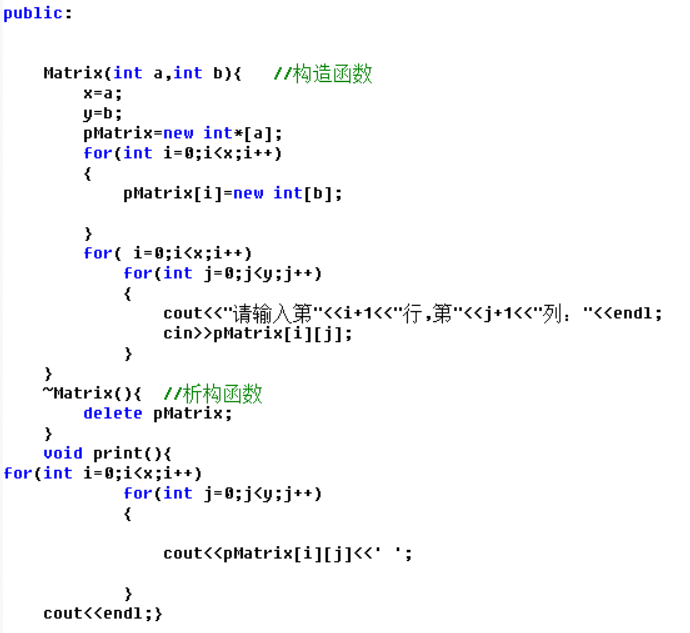 public:
Matrix(int a,int b){   //构造函数
x=a;
y=b;
pMatrix=new int*[a];
for(int i=0;i<x;i++)
{
pMatrix[i]=new int[b];
}
for( i=0;i<x;i++)
for(int j=0;j<y;j++)
{
cout<<"请输入第"<<i+1<<"行,第"<<j+1<<"列："<<endl;
cin>>pMatrix[i][j];
}
}
~Matrix(){  //析构函数
delete pMatrix;
}
void print(){
for(int i=0;i<x;i++)
for(int j=0;j<y;j++)
{
cout<<pMatrix[i][j]<<' ';
}
cout<<endl;}